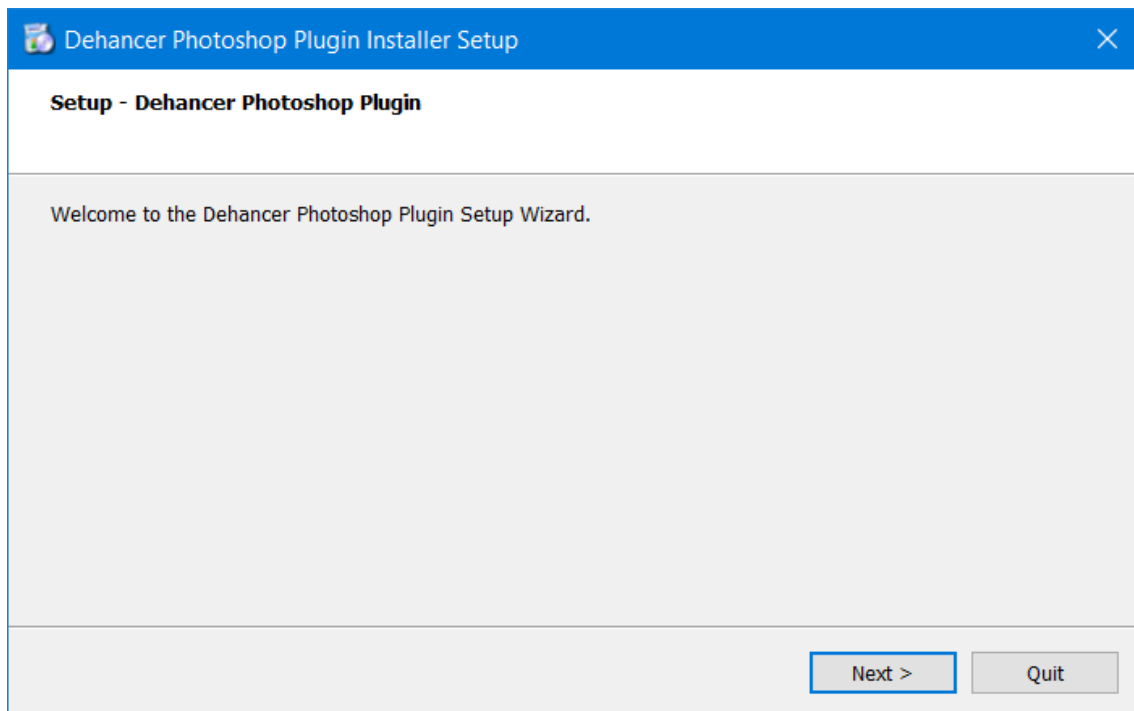 Dehancer Photoshop Plugin Installer Setup
Setup - Dehancer Photoshop Plugin
Welcome to the Dehancer Photoshop Plugin Setup Wizard.
Next > Quit